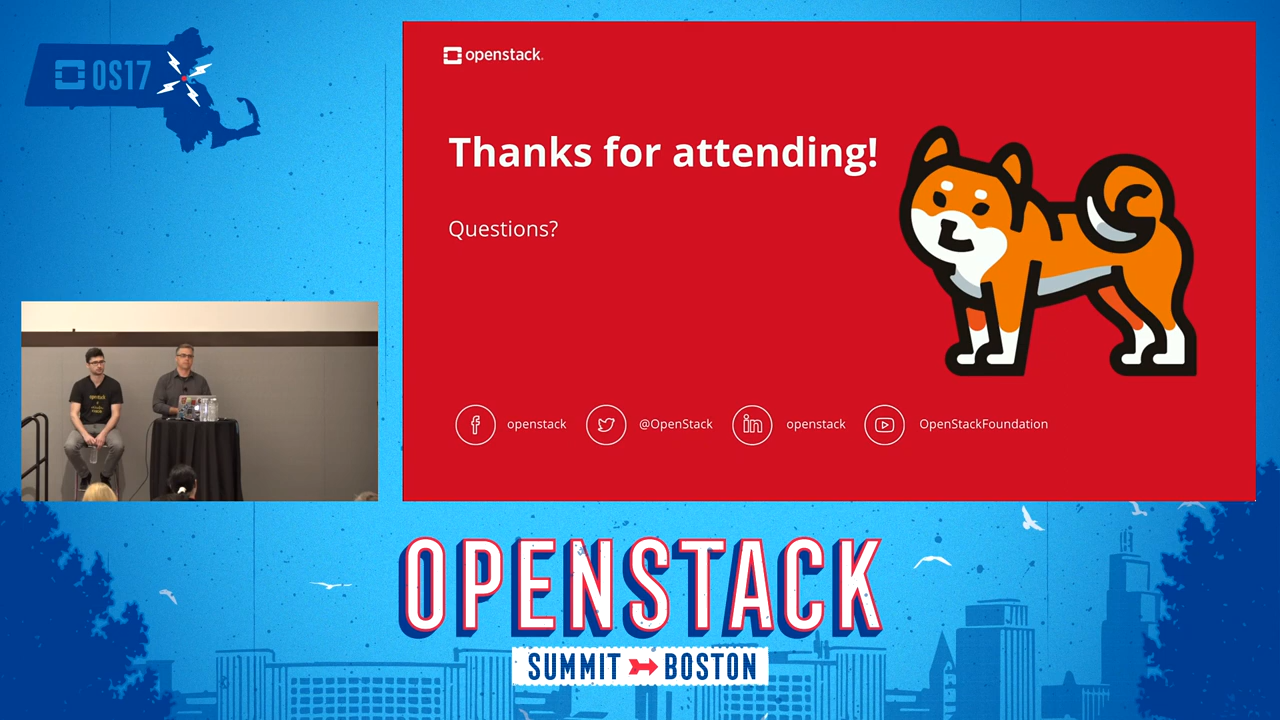 OS17
openstack.
Thanks for attending!
Questions?
openstack
@OpenStack
openstack
OpenStackFoundation
OPENSTACK
SUMMIT BOSTON